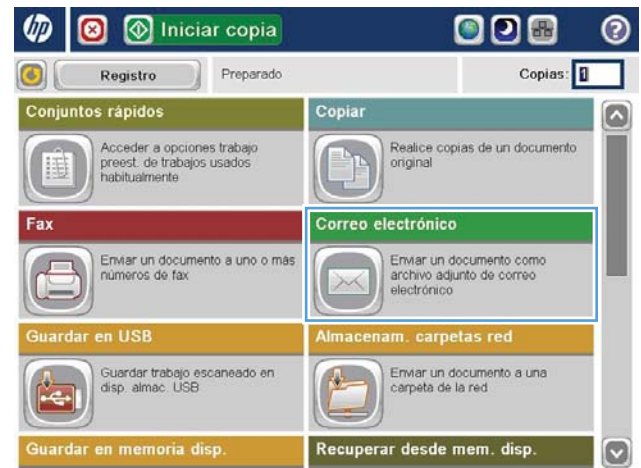 hp
Iniciar copia
Registro
Preparado
Copias: 1
Conjuntos rápidos
Acceder a opciones trabajo
preest. de trabajos usados
habitualmente
Copiar
Realice copias de un documento
original
Fax
Enviar un documento a uno o más
números de fax
Correo electrónico
Enviar un documento como
archivo adjunto de correo
electrónico
Guardar en USB
Guardar trabajo escaneado en
disp. almac. USB
Almacenam. carpetas red
Enviar un documento a una
carpeta de la red
Guardar en memoria disp.
Recuperar desde mem. disp.